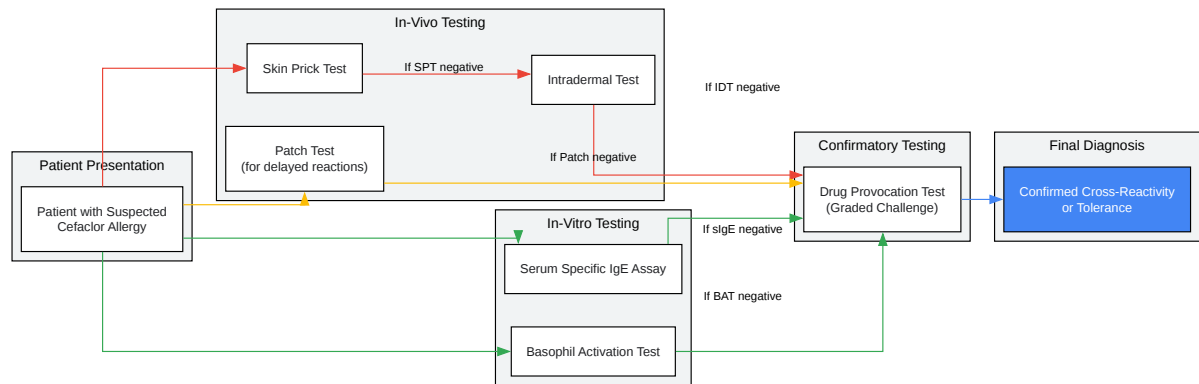 In-Vivo Testing
Skin Prick Test
If SPT negative
Intradermal Test
If IDT negative
Patch Test
(for delayed reactions)
If Patch negative
Patient Presentation
Patient with Suspected
Cefaclor Allergy
Confirmatory Testing
Drug Provocation Test
(Graded Challenge)
Final Diagnosis
Confirmed Cross-Reactivity
or Tolerance
In-Vitro Testing
If sIgE negative
Serum Specific IgE Assay
If BAT negative
Basophil Activation Test